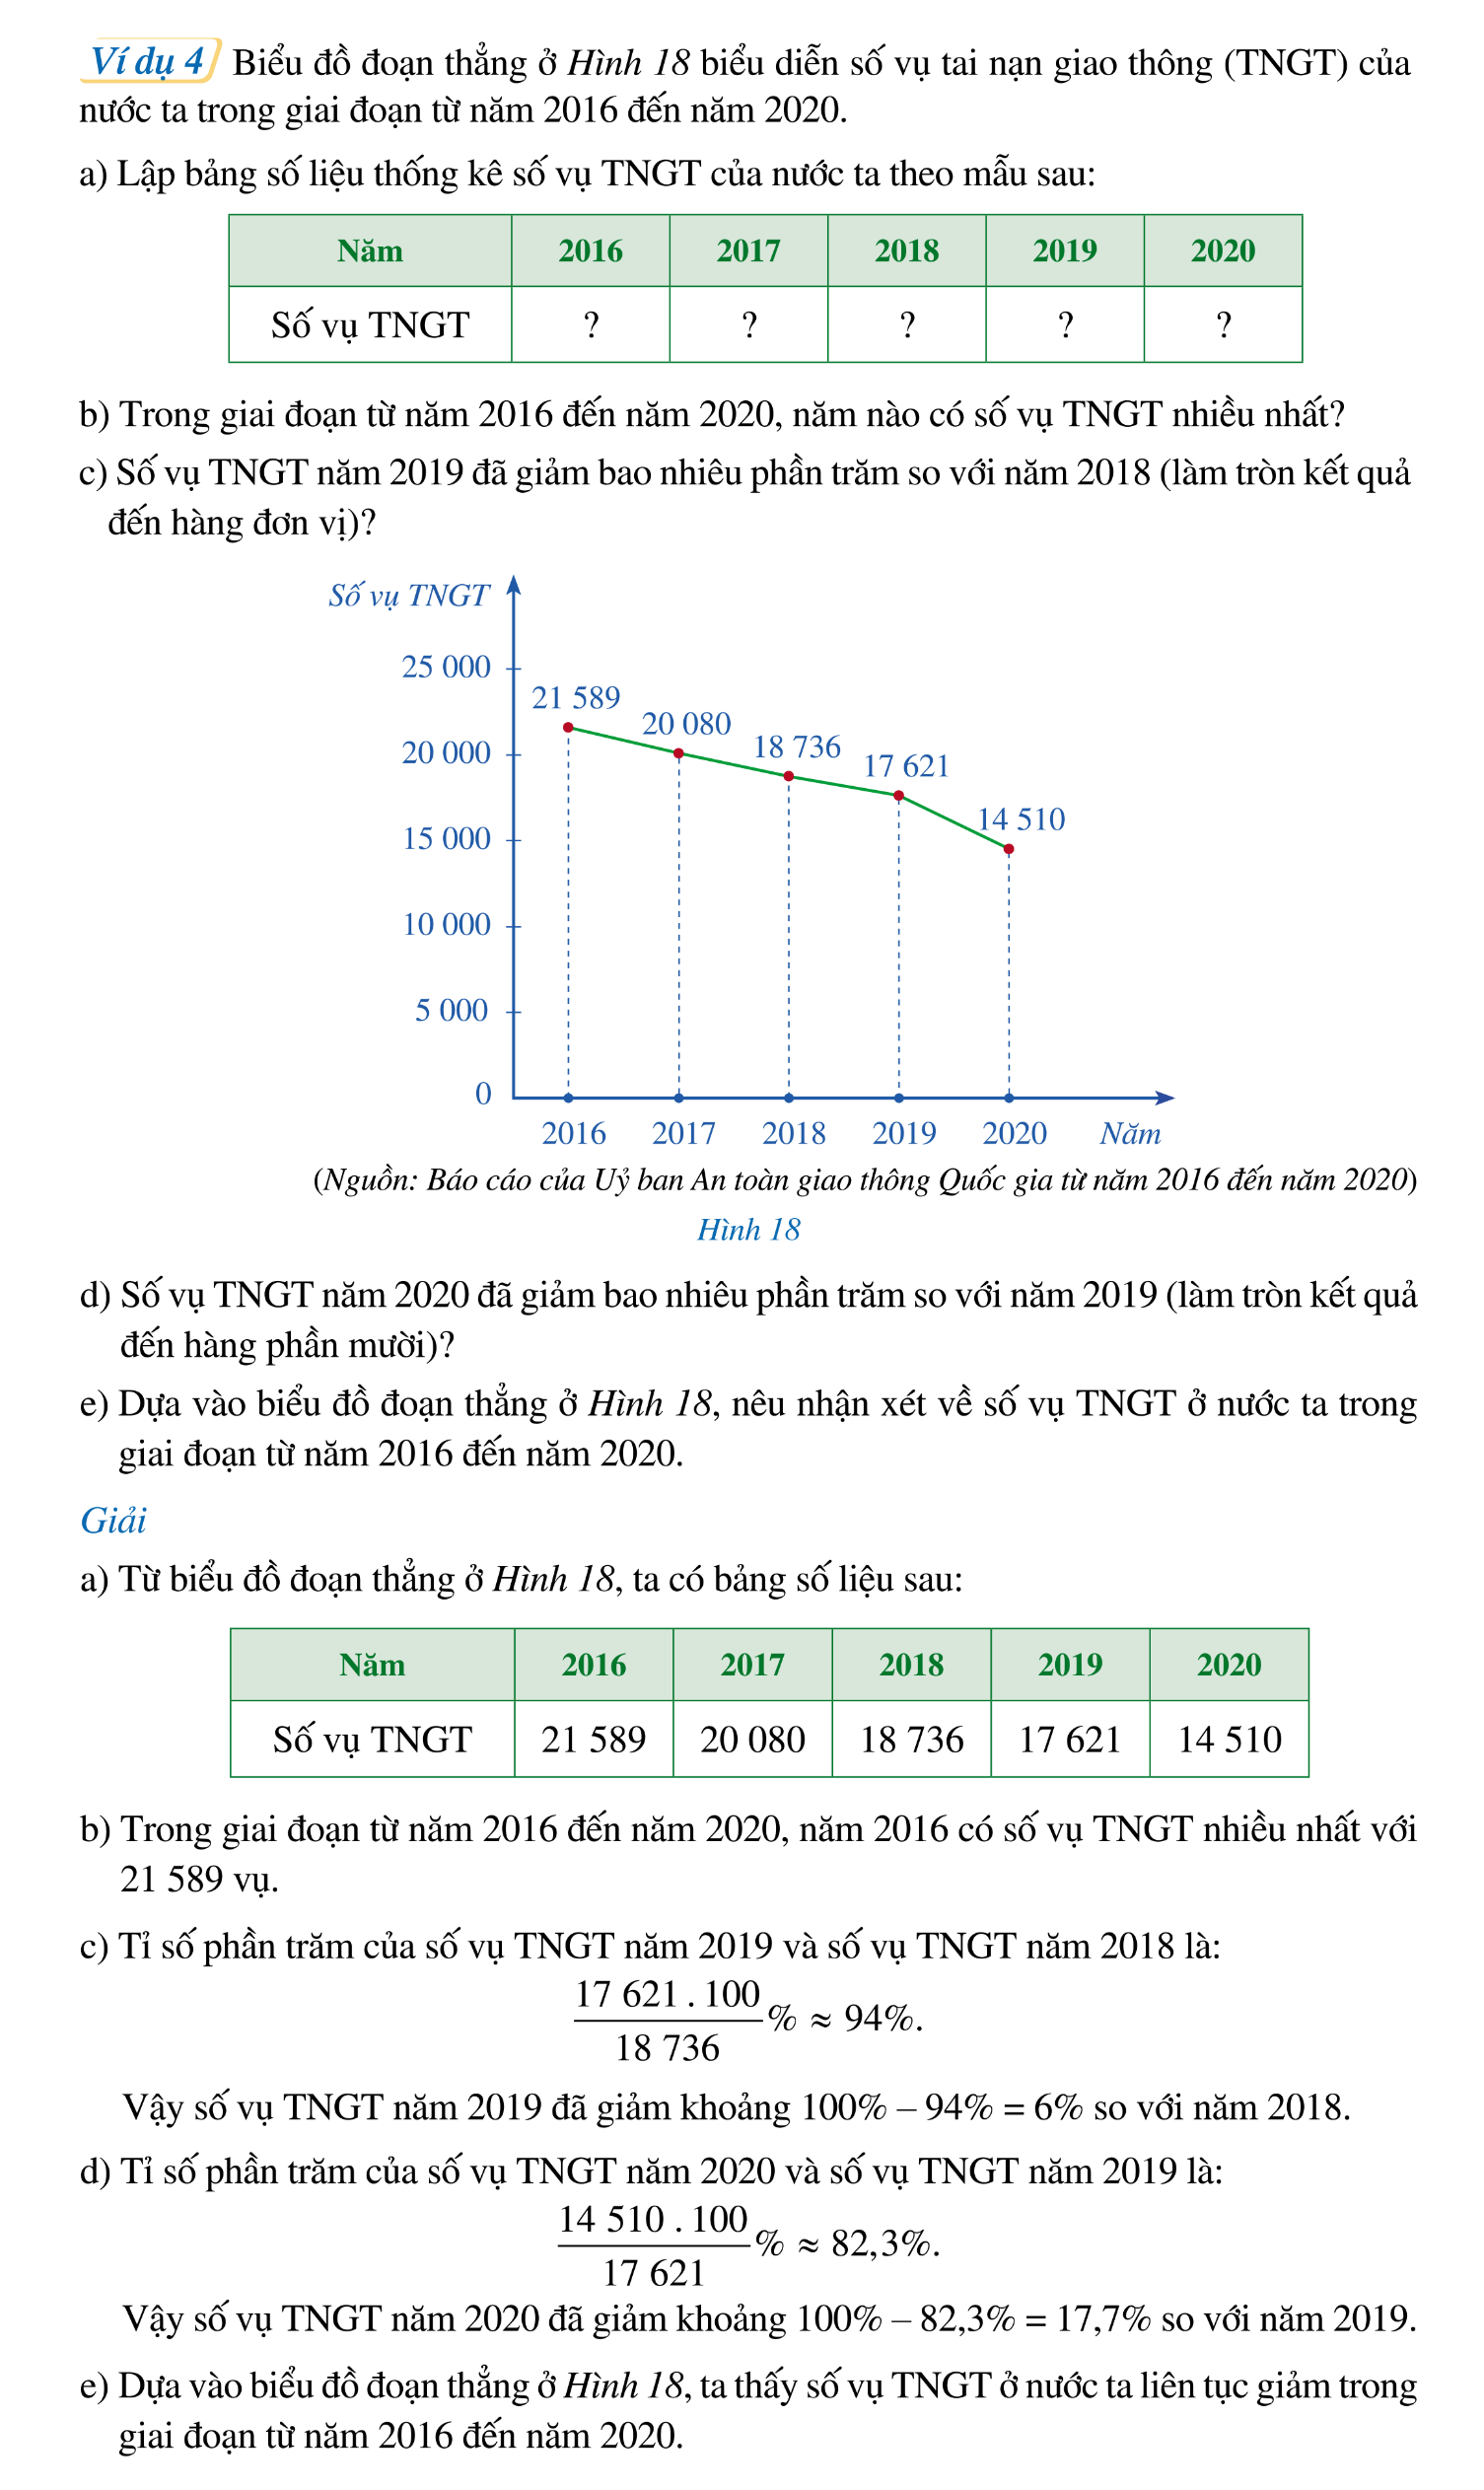 Ví dụ 4 Biểu đồ đoạn thẳng ở Hình 18 biểu diễn số vụ tai nạn giao thông (TNGT) của
nước ta trong giai đoạn từ năm 2016 đến năm 2020.
a) Lập bảng số liệu thống kê số vụ TNGT của nước ta theo mẫu sau:
Năm 2016 2017 2018 2019 2020
Số vụ TNGT ? ? ? ? ?
b) Trong giai đoạn từ năm 2016 đến năm 2020, năm nào có số vụ TNGT nhiều nhất?
c) Số vụ TNGT năm 2019 đã giảm bao nhiêu phần trăm so với năm 2018 (làm tròn kết quả
đến hàng đơn vị)?
Số vụ TNGT
25 000
21 589
20 080
20 000
18 736
17 621
14 510
15 000
10 000
5 000
0
2016 2017 2018 2019 2020 Năm
(Nguồn: Báo cáo của Uỷ ban An toàn giao thông Quốc gia từ năm 2016 đến năm 2020)
Hình 18
d) Số vụ TNGT năm 2020 đã giảm bao nhiêu phần trăm so với năm 2019 (làm tròn kết quả
đến hàng phần mười)?
e) Dựa vào biểu đồ đoạn thẳng ở Hình 18, nêu nhận xét về số vụ TNGT ở nước ta trong
giai đoạn từ năm 2016 đến năm 2020.
Giải
a) Từ biểu đồ đoạn thẳng ở Hình 18, ta có bảng số liệu sau:
Năm 2016 2017 2018 2019 2020
Số vụ TNGT 21 589 20 080 18 736 17 621 14 510
b) Trong giai đoạn từ năm 2016 đến năm 2020, năm 2016 có số vụ TNGT nhiều nhất với
21 589 vụ.
c) Tỉ số phần trăm của số vụ TNGT năm 2019 và số vụ TNGT năm 2018 là:
17 621 . 100
% ≈ 94%.
18 736
Vậy số vụ TNGT năm 2019 đã giảm khoảng 100% – 94% = 6% so với năm 2018.
d) Tỉ số phần trăm của số vụ TNGT năm 2020 và số vụ TNGT năm 2019 là:
14 510 . 100
% ≈ 82,3%.
17 621
Vậy số vụ TNGT năm 2020 đã giảm khoảng 100% – 82,3% = 17,7% so với năm 2019.
e) Dựa vào biểu đồ đoạn thẳng ở Hình 18, ta thấy số vụ TNGT ở nước ta liên tục giảm trong
giai đoạn từ năm 2016 đến năm 2020.